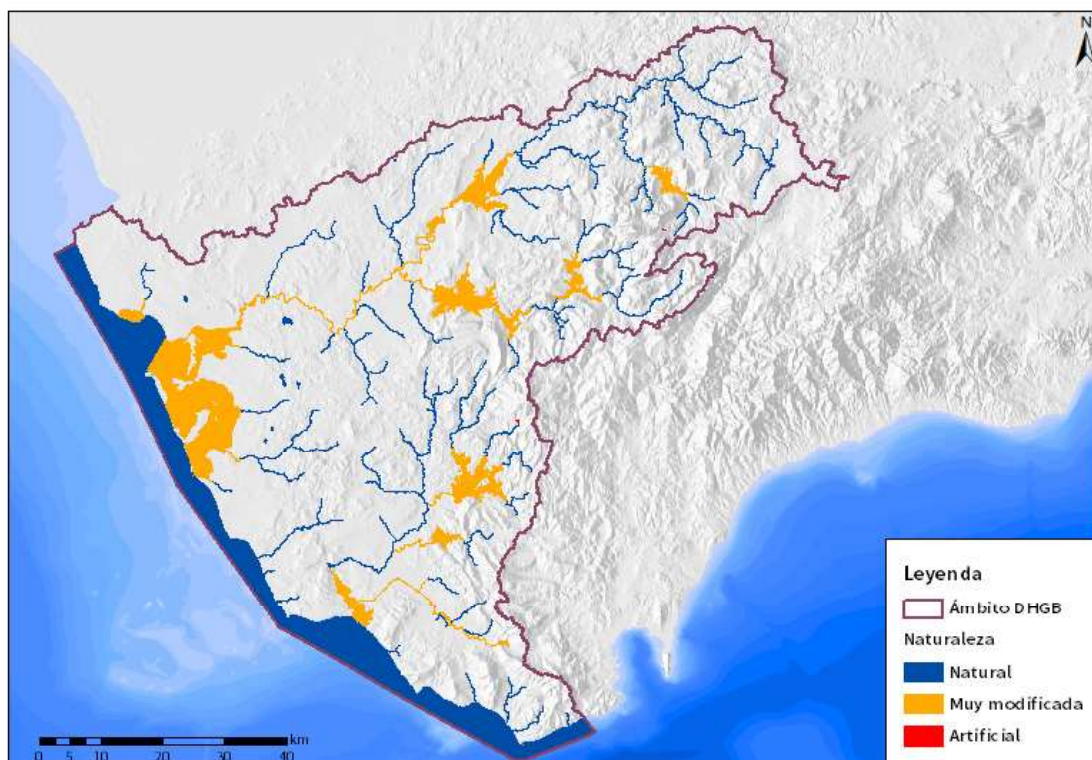 N
km
0 5 10 20 30 40
Leyenda
Ámbito DHGB
Naturaleza
Natural
Muy modificada
Artificial